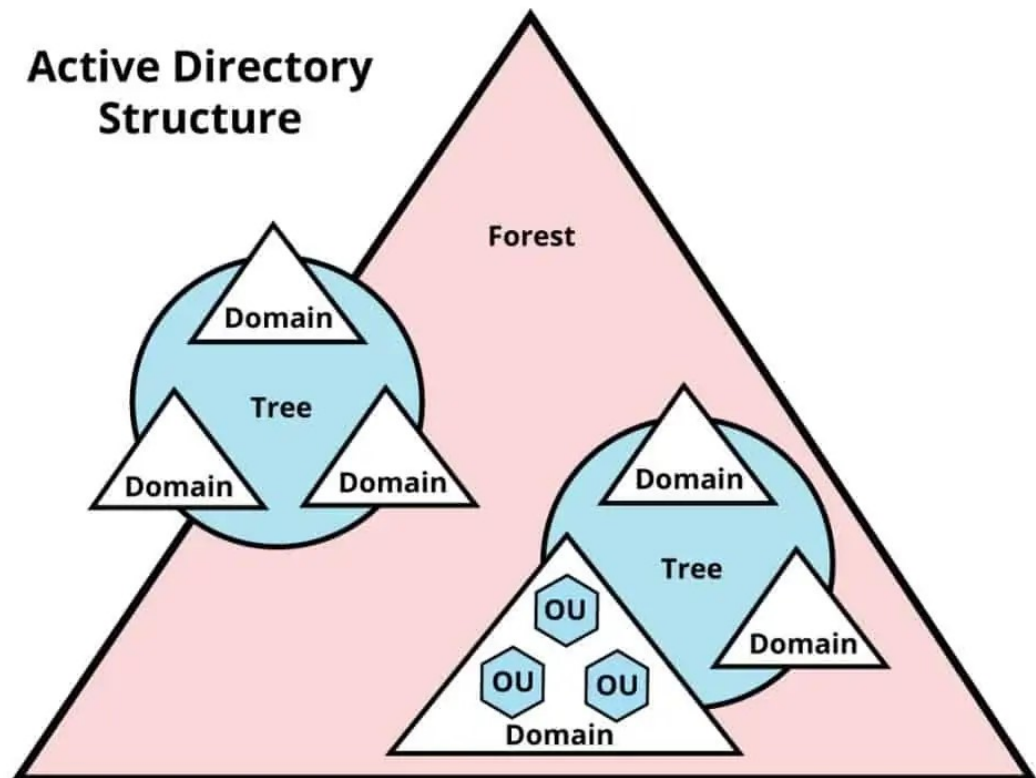 Active Directory
Structure
Forest
Domain
Tree
Domain
Domain
Domain
Tree
OU
Domain
OU
OU
Domain